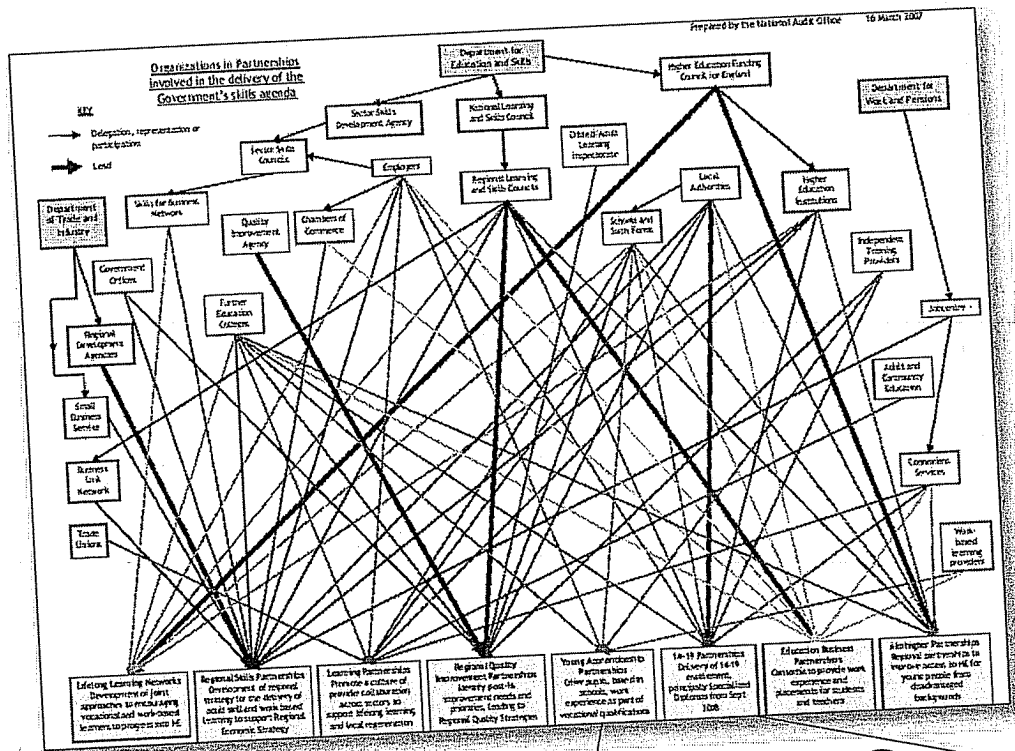 Prepared by the National Audit Office 16 March 2007
Organizations in Partnerships
involved in the delivery of the
Government's skills agenda
KEY
Delegation, representation or
participation
Lead
Department for
Education and Skills
Higher Education Funding
Council for England
Department for
Work and Pensions
Sector Skills
Development Agency
National Learning
and Skills Council
Learning
Inspectorate
Sector Skills
Councils
Employers
Regional Learning
and Skills Councils
Local
Authorities
Higher
Education
Institutions
Department
of Trade and
Industry
Skills for Business
Network
Quality
Improvement
Agency
Chambers of
Commerce
Schools and
Sixth Forms
Independent
Training
Providers
Government
Offices
Further
Education
Colleges
Regional
Development
Agencies
Adult and
Community
Education
Small
Business
Service
Business
Link
Network
Connexions
Services
Trade
Unions
Work-
based
learning
providers
Lifelong Learning Networks
Development of joint
approaches to encouraging
vocational and work-based
learners to progress into HE
Regional Skills Partnerships
Development of regional
strategy for the delivery of
adult skill and work based
learning to support Regional
Economic Strategy
Learning Partnerships
Promote a culture of
provider collaboration
across sectors to
support lifelong learning
and local regeneration
Regional Quality
Improvement Partnerships
Identify post-16
improvement needs and
priorities, leading to
Regional Quality Strategies
Young Apprenticeship
Partnerships
Offer pupils, based in
schools, work
experience as part of
vocational qualifications
14-19 Partnerships
Delivery of 14-19
entitlement,
principally Specialised
Diplomas from Sept
2008
Education Business
Partnerships
Consortia to provide work
experience and
placements for students
and teachers
Aimhigher Partnerships
Regional partnerships to
improve access to HE for
young people from
disadvantaged
backgrounds